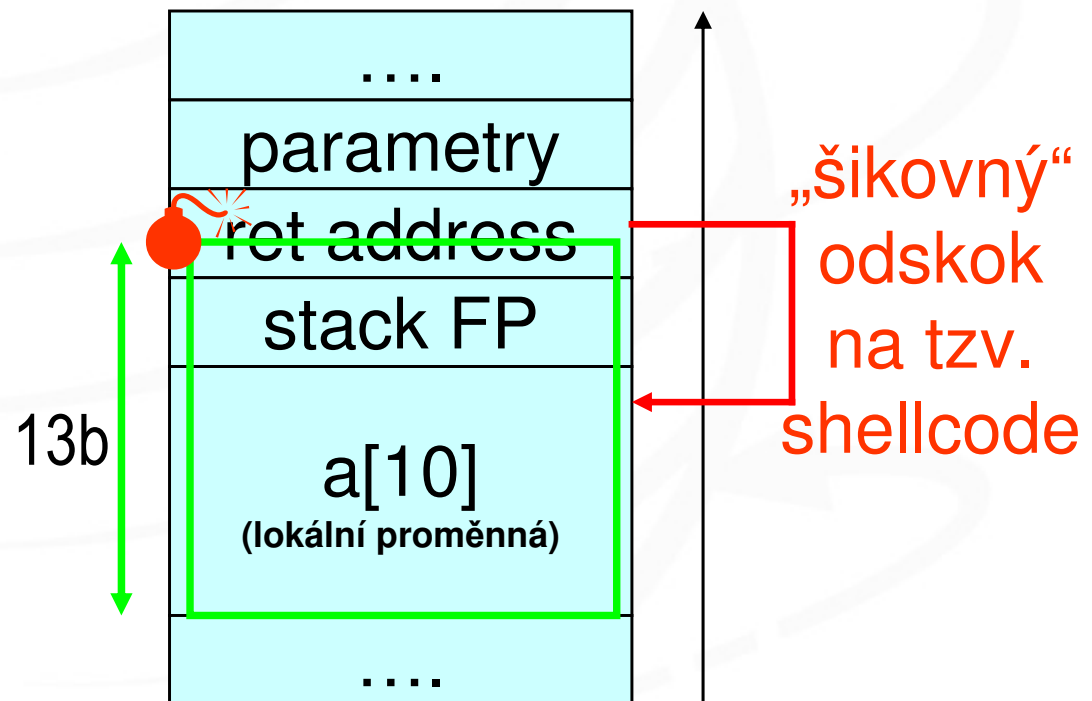 ....
parametry
ret address
stack FP
13b
a[10]
(lokální proměnná)
....
„šikovný“
odskok
na tzv.
shellcode